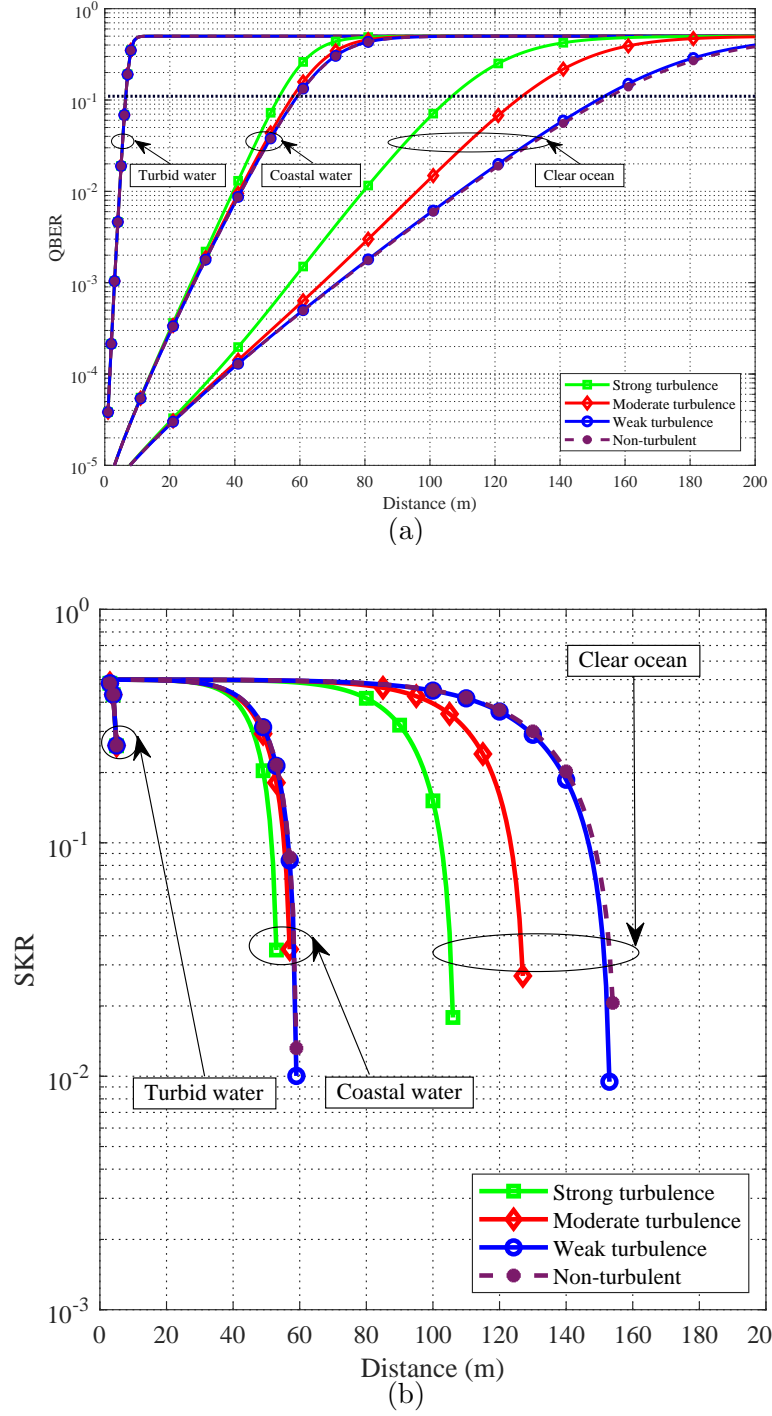 10^0
10^-1
10^-2
10^-3
10^-4
10^-5
QBER
Turbid water
Coastal water
Clear ocean
Strong turbulence
Moderate turbulence
Weak turbulence
Non-turbulent
0 20 40 60 80 100 120 140 160 180 200
Distance (m)
(a)
10^0
10^-1
10^-2
10^-3
SKR
Clear ocean
Turbid water
Coastal water
Strong turbulence
Moderate turbulence
Weak turbulence
Non-turbulent
0 20 40 60 80 100 120 140 160 180 20
Distance (m)
(b)